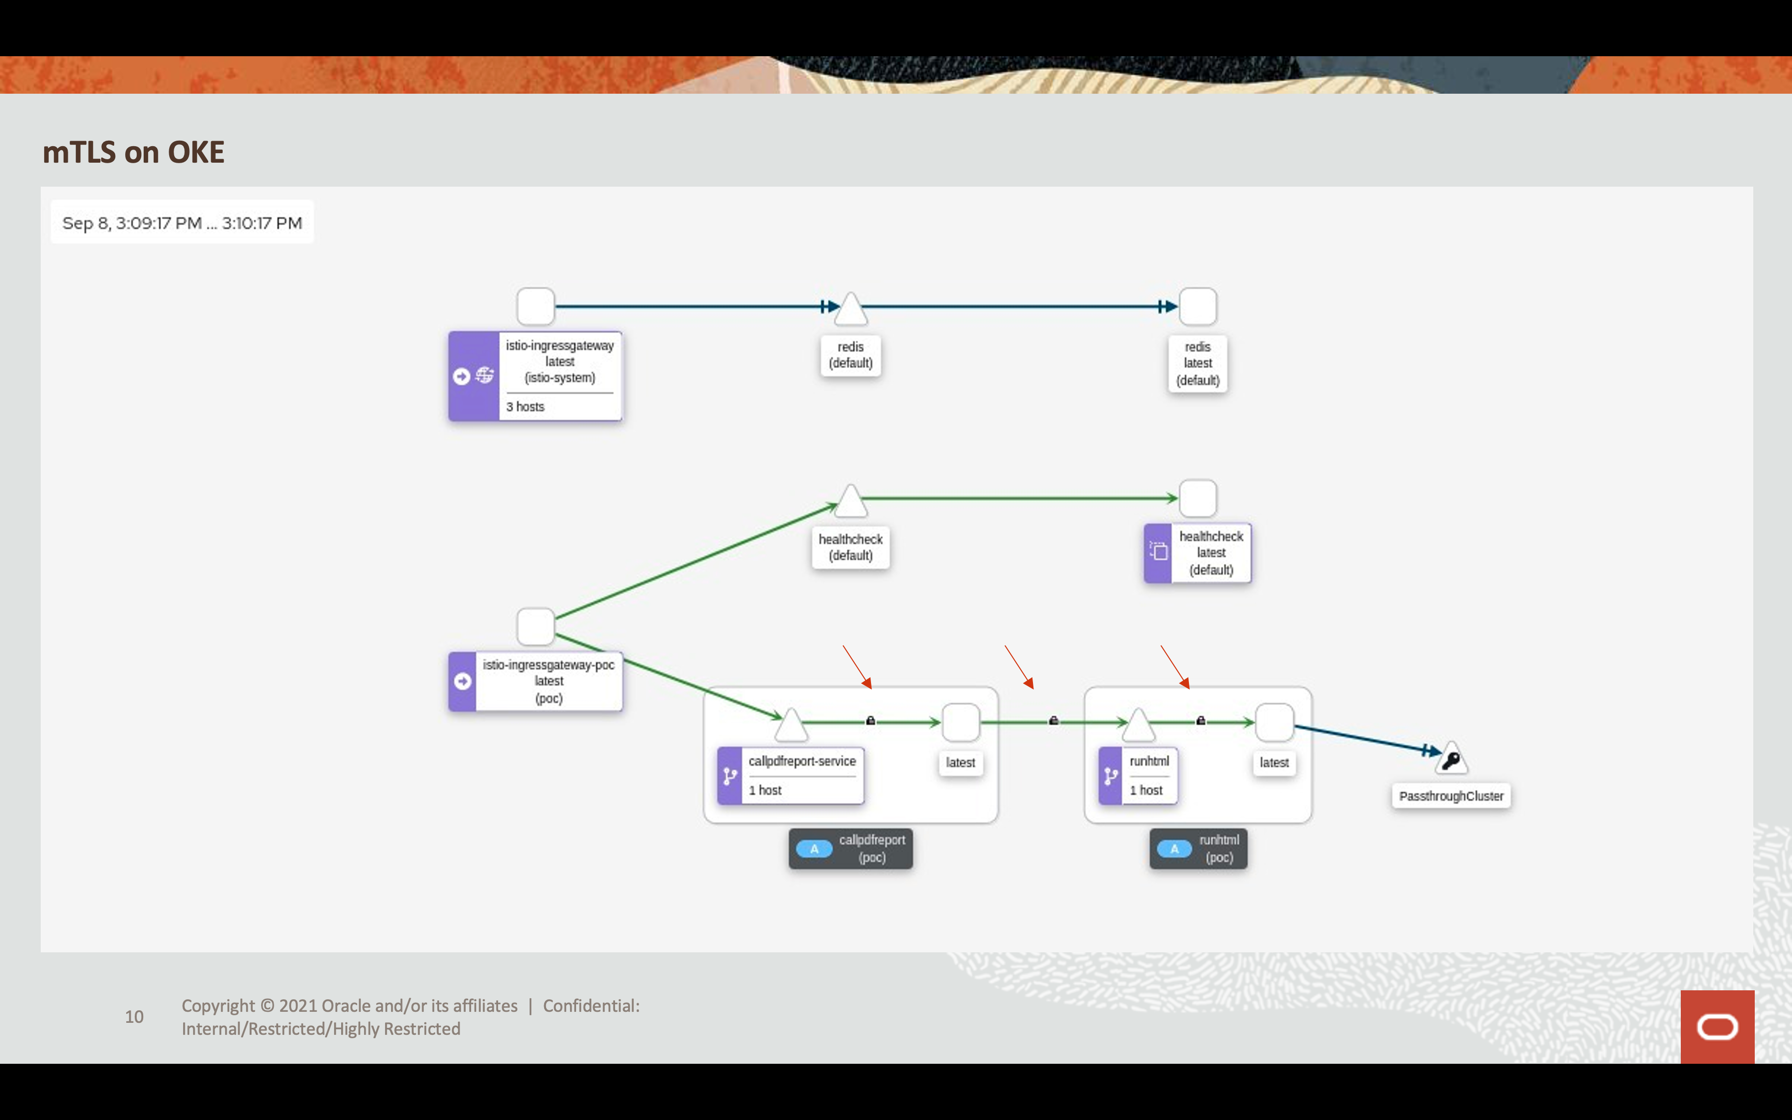 mTLS on OKE
Sep 8, 3:09:17 PM ... 3:10:17 PM
istio-ingressgateway
latest
(istio-system)
3 hosts
redis
(default)
redis
latest
(default)
healthcheck
(default)
healthcheck
latest
(default)
istio-ingressgateway-poc
latest
(poc)
callpdfreport-service
1 host
latest
runhtml
1 host
latest
PassthroughCluster
A
callpdfreport
(poc)
A
runhtml
(poc)
10
Copyright © 2021 Oracle and/or its affiliates | Confidential:
Internal/Restricted/Highly Restricted